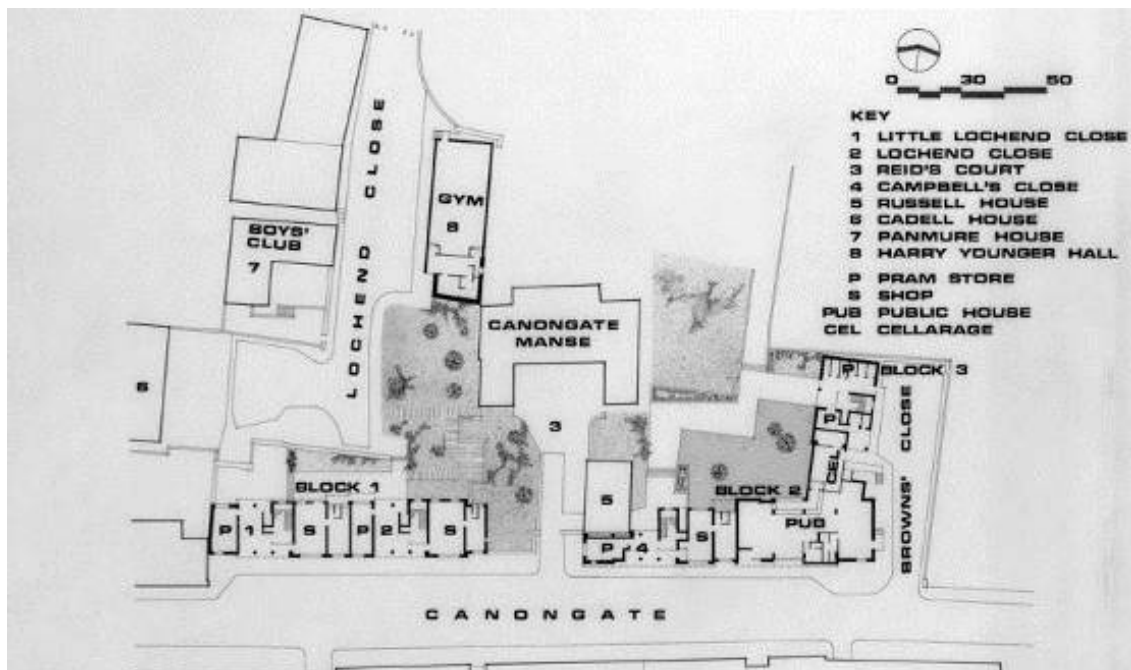 0 30 50
KEY
1 LITTLE LOCHEND CLOSE
2 LOCHEND CLOSE
3 REID'S COURT
4 CAMPBELL'S CLOSE
5 RUSSELL HOUSE
6 CADELL HOUSE
7 PANMURE HOUSE
8 HARRY YOUNGER HALL
P PRAM STORE
S SHOP
PUB PUBLIC HOUSE
CEL CELLARAGE
LOCHEND CLOSE
GYM
8
BOYS'
CLUB
7
CANONGATE
MANSE
6
3
P BLOCK 3
P
CEL
BROWNS' CLOSE
BLOCK 1
5
BLOCK 2
P 1 S P 2 S
P 4 S
PUB
CANONGATE